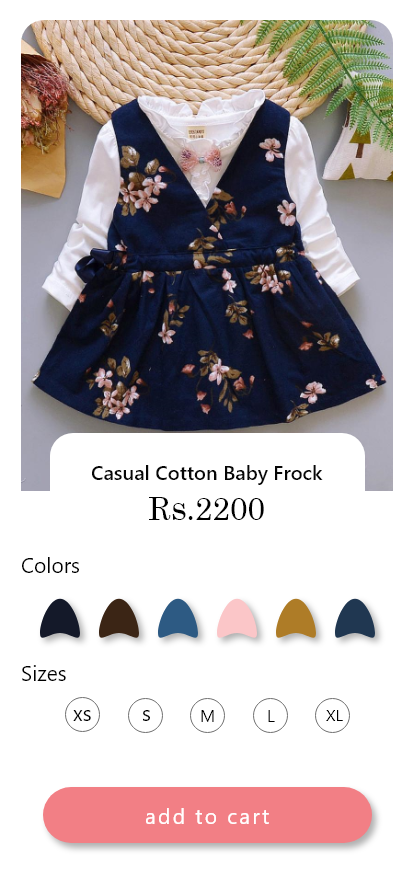 Casual Cotton Baby Frock
Rs.2200
Colors
Sizes
XS
S
M
L
XL
add to cart